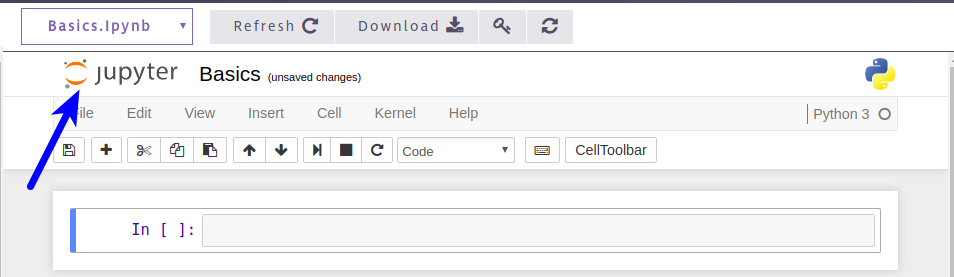 Basics.Ipynb Refresh Download
jupyter Basics (unsaved changes)
File Edit View Insert Cell Kernel Help Python 3
Code CellToolbar
In [ ]: